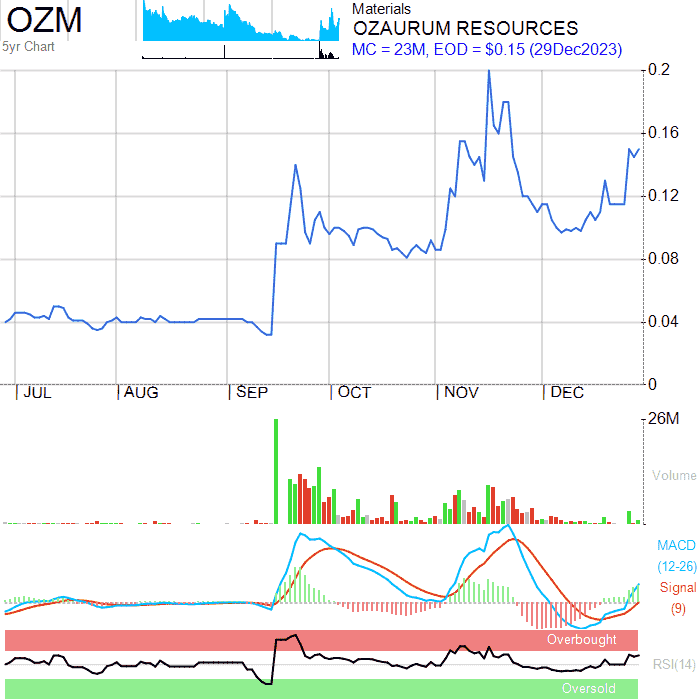 OZM
5yr Chart
Materials
OZAURUM RESOURCES
MC = 23M, EOD = $0.15 (29Dec2023)
0.2
0.16
0.12
0.08
0.04
0
JUL AUG SEP OCT NOV DEC
26M
Volume
MACD
(12-26)
Signal
(9)
Overbought
RSI(14)
Oversold